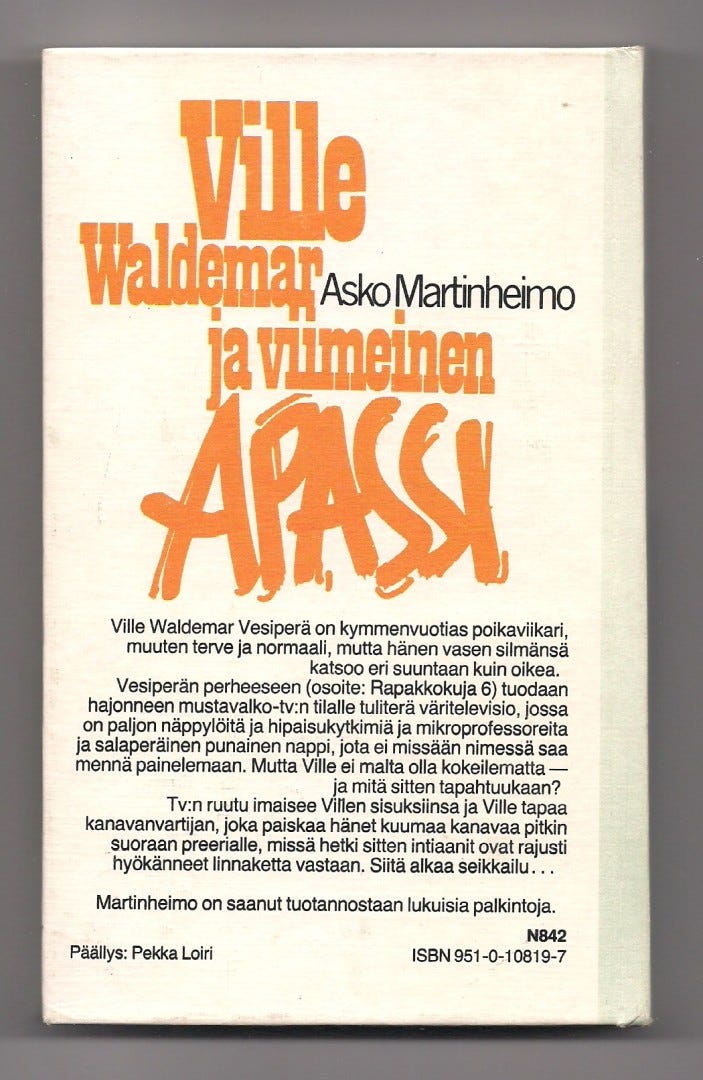 Ville
Waldemar
Asko Martinheimo
ja viimeinen
APASSI
Ville Waldemar Vesiperä on kymmenvuotias poikaviikari,
muuten terve ja normaali, mutta hänen vasen silmänsä
katsoo eri suuntaan kuin oikea.
Vesiperän perheeseen (osoite: Rapakkokuja 6) tuodaan
hajonneen mustavalko-tv:n tilalle tuliterä väritelevisio, jossa
on paljon näppylöitä ja hipaisukytkimiä ja mikroprofessoreita
ja salaperäinen punainen nappi, jota ei missään nimessä saa
mennä painelemaan. Mutta Ville ei malta olla kokeilematta —
ja mitä sitten tapahtuukaan?
Tv:n ruutu imaisee Villen sisuksiinsa ja Ville tapaa
kanavanvartijan, joka paiskaa hänet kuumaa kanavaa pitkin
suoraan preerialle, missä hetki sitten intiaanit ovat rajusti
hyökänneet linnaketta vastaan. Siitä alkaa seikkailu...
Martinheimo on saanut tuotannostaan lukuisia palkintoja.
N842
Päällys: Pekka Loiri
ISBN 951-0-10819-7